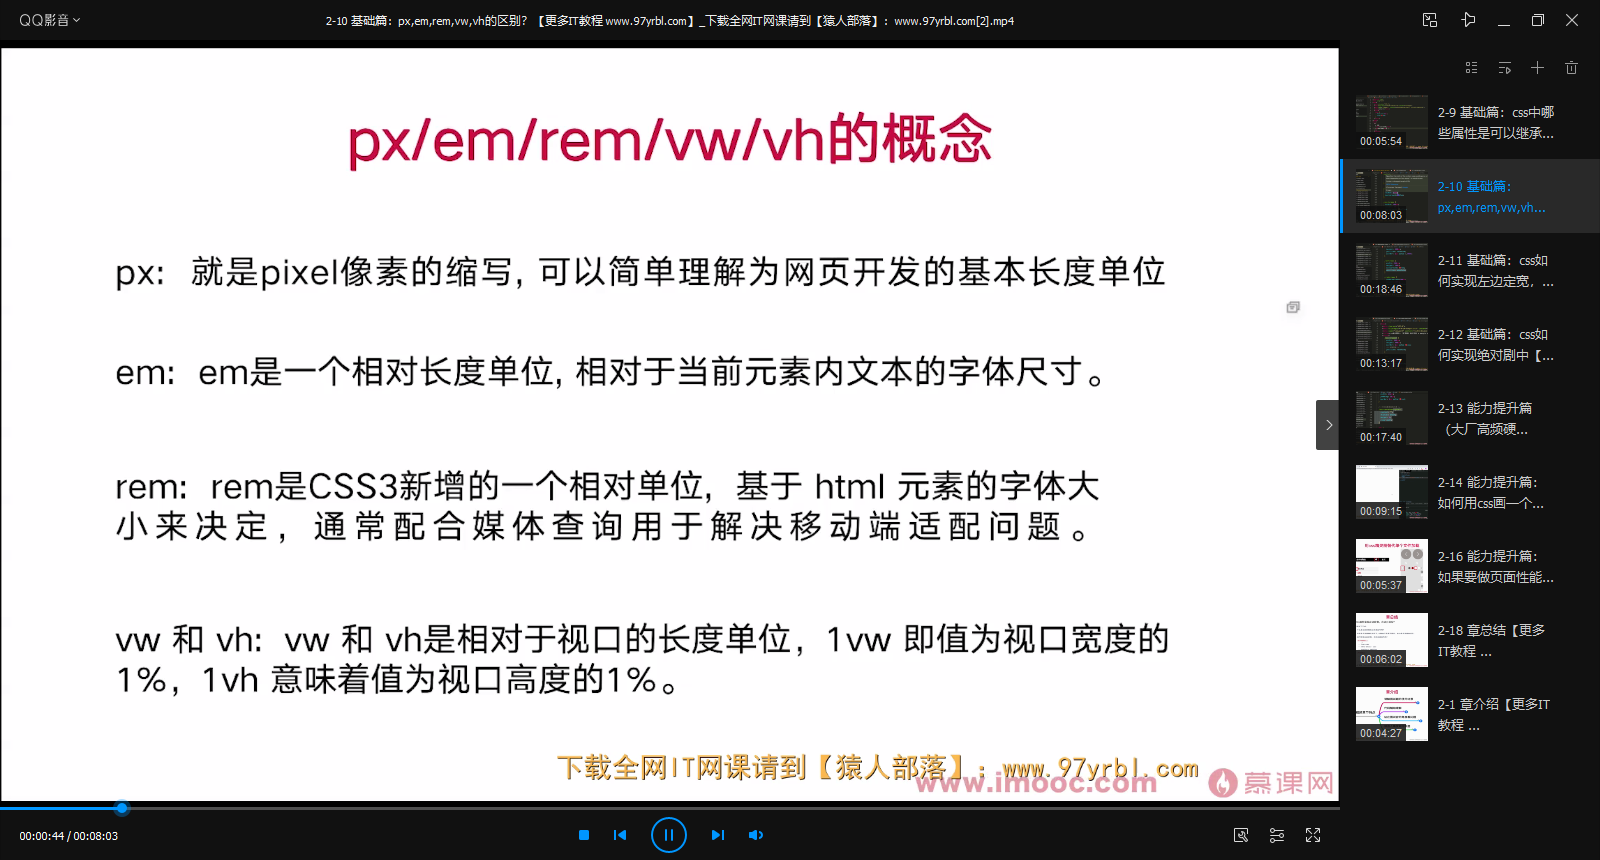 QQ影音
2-10 基础篇：px,em,rem,vw,vh的区别？【更多IT教程 www.97yrbl.com】_下载全网IT网课请到【猿人部落】：www.97yrbl.com[2].mp4
px/em/rem/vw/vh的概念
px: 就是pixel像素的缩写, 可以简单理解为网页开发的基本长度单位
em: em是一个相对长度单位, 相对于当前元素内文本的字体尺寸。
rem: rem是CSS3新增的一个相对单位, 基于 html 元素的字体大
小来决定，通常配合媒体查询用于解决移动端适配问题。
vw 和 vh: vw 和 vh是相对于视口的长度单位，1vw 即值为视口宽度的
1%，1vh 意味着值为视口高度的1%。
下载全网IT网课请到【猿人部落】：www.97yrbl.com
www.imooc.com
慕课网
00:00:44 / 00:08:03
00:05:54
2-9 基础篇：css中哪
些属性是可以继承...
00:08:03
2-10 基础篇：
px,em,rem,vw,vh...
00:18:46
2-11 基础篇：css如
何实现左边定宽，...
00:13:17
2-12 基础篇：css如
何实现绝对剧中【...
00:17:40
2-13 能力提升篇
（大厂高频硬...
00:09:15
2-14 能力提升篇：
如何用css画一个...
00:05:37
2-16 能力提升篇：
如果要做页面性能...
00:06:02
2-18 章总结【更多
IT教程 ...
00:04:27
2-1 章介绍【更多IT
教程 ...